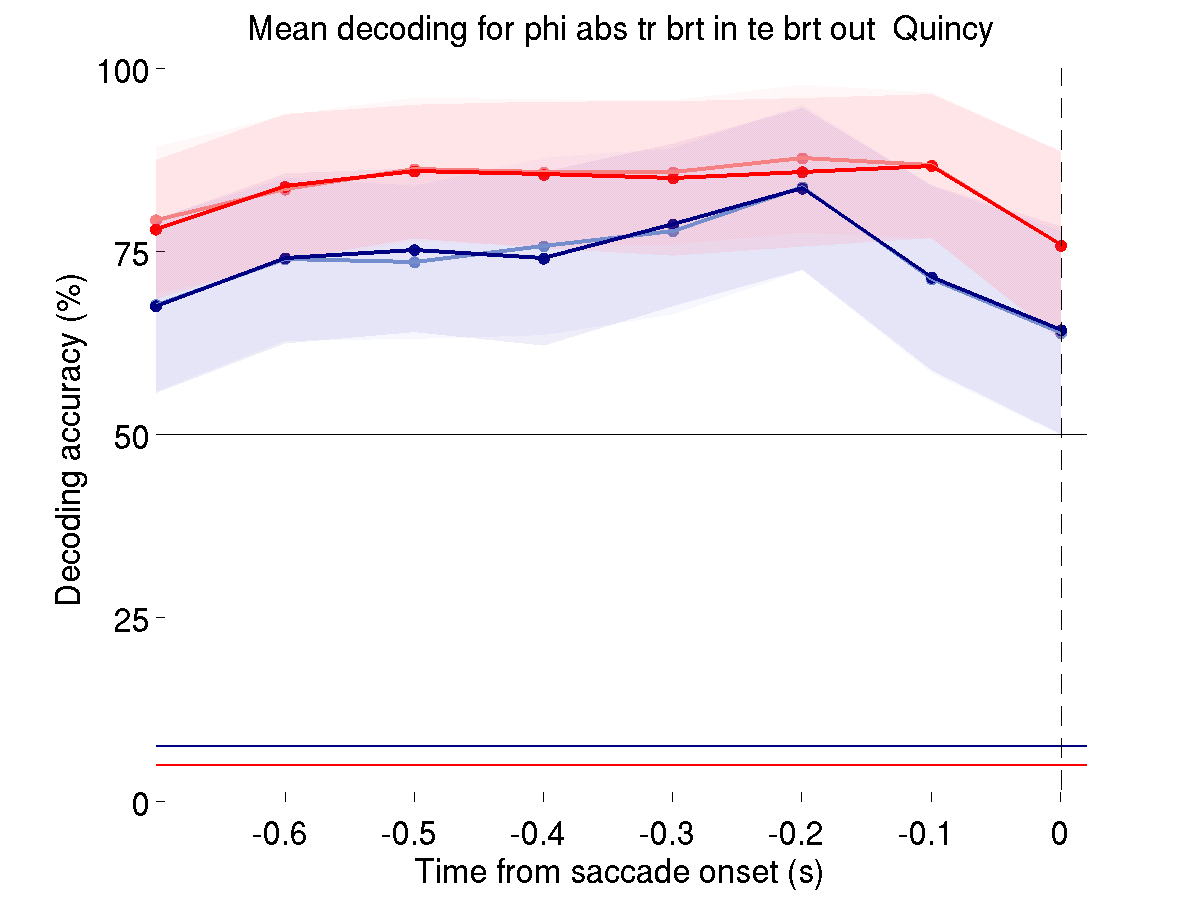 Mean decoding for phi abs tr brt in te brt out  Quincy
100
75
50
25
0
Decoding accuracy (%)
-0.6 -0.5 -0.4 -0.3 -0.2 -0.1 0
Time from saccade onset (s)